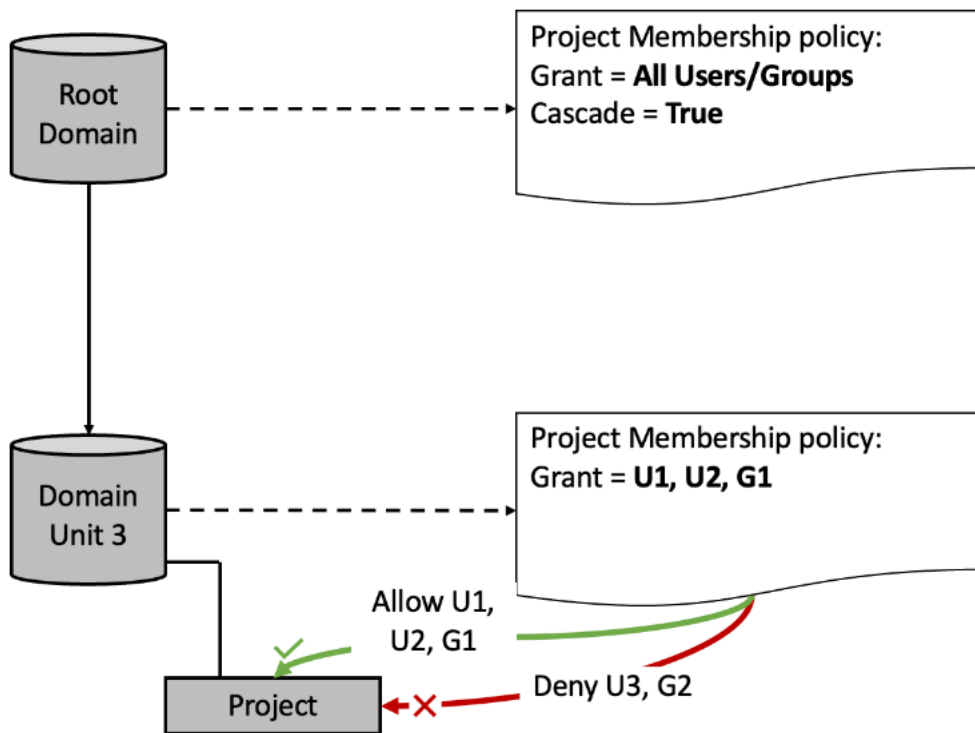 Root
Domain
Project Membership policy:
Grant = All Users/Groups
Cascade = True
Domain
Unit 3
Project Membership policy:
Grant = U1, U2, G1
Allow U1,
U2, G1
Deny U3, G2
Project